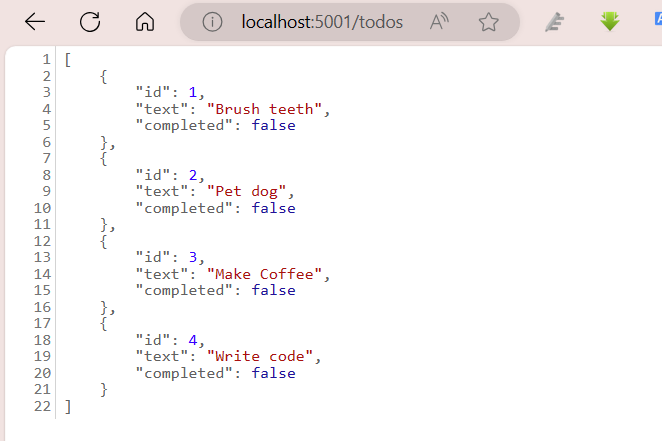 localhost:5001/todos
1 [
2     {
3         "id": 1,
4         "text": "Brush teeth",
5         "completed": false
6     },
7     {
8         "id": 2,
9         "text": "Pet dog",
10         "completed": false
11     },
12     {
13         "id": 3,
14         "text": "Make Coffee",
15         "completed": false
16     },
17     {
18         "id": 4,
19         "text": "Write code",
20         "completed": false
21     }
22 ]